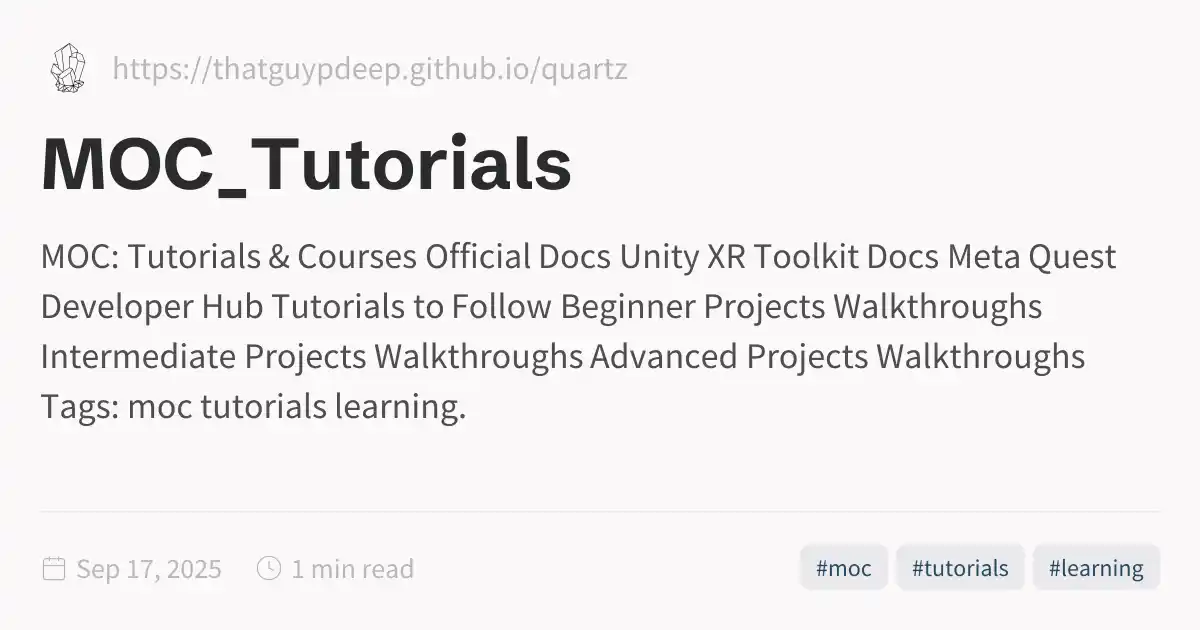 https://thatguypdeep.github.io/quartz
MOC_Tutorials
MOC: Tutorials & Courses Official Docs Unity XR Toolkit Docs Meta Quest
Developer Hub Tutorials to Follow Beginner Projects Walkthroughs
Intermediate Projects Walkthroughs Advanced Projects Walkthroughs
Tags: moc tutorials learning.
Sep 17, 2025 1 min read #moc #tutorials #learning